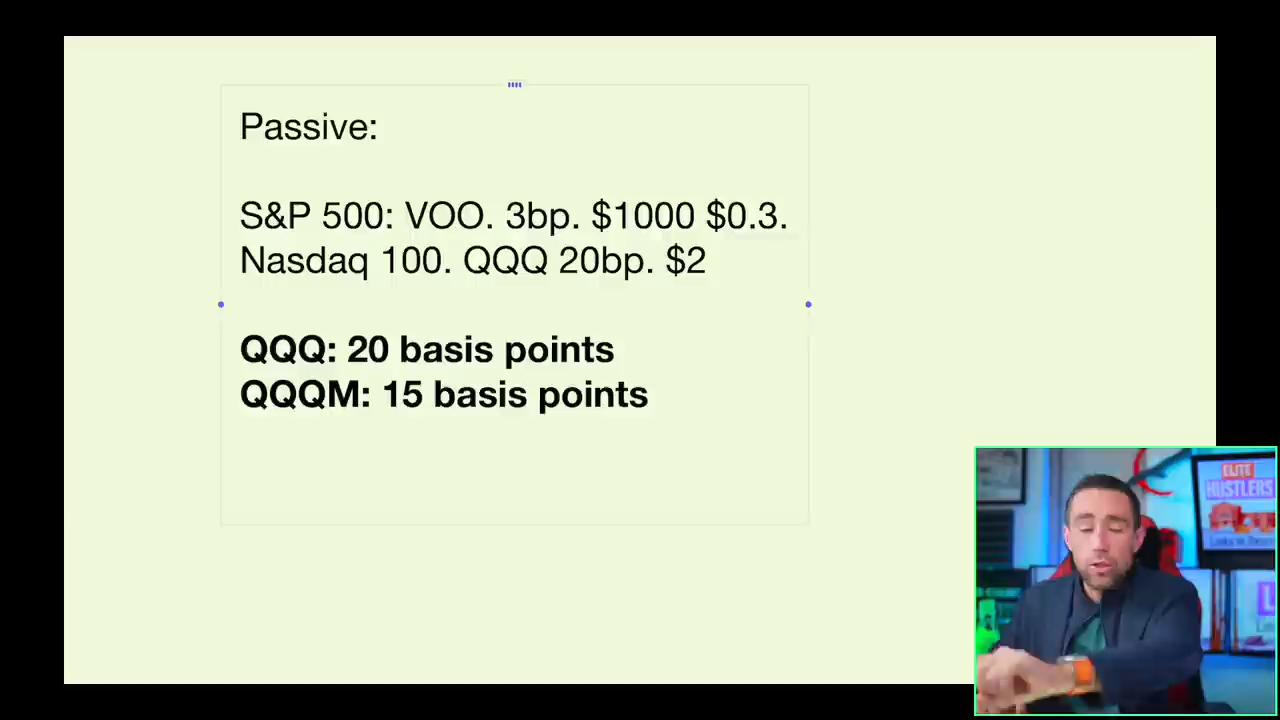 Passive:
S&P 500: VOO. 3bp. $1000 $0.3.
Nasdaq 100. QQQ 20bp. $2
QQQ: 20 basis points
QQQM: 15 basis points
ELITE
HUSTLERS